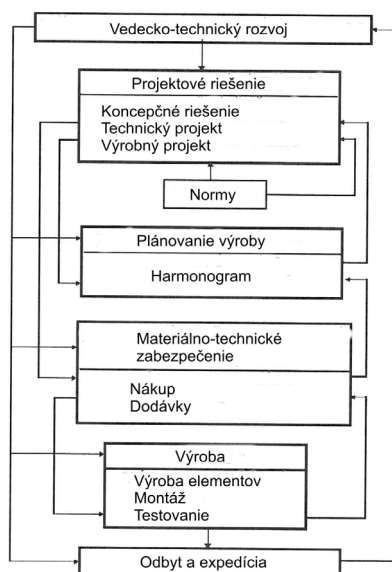 Vedecko-technický rozvoj
Projektové riešenie
Koncepčné riešenie
Technický projekt
Výrobný projekt
Normy
Plánovanie výroby
Harmonogram
Materiálno-technické
zabezpečenie
Nákup
Dodávky
Výroba
Výroba elementov
Montáž
Testovanie
Odbyt a expedícia